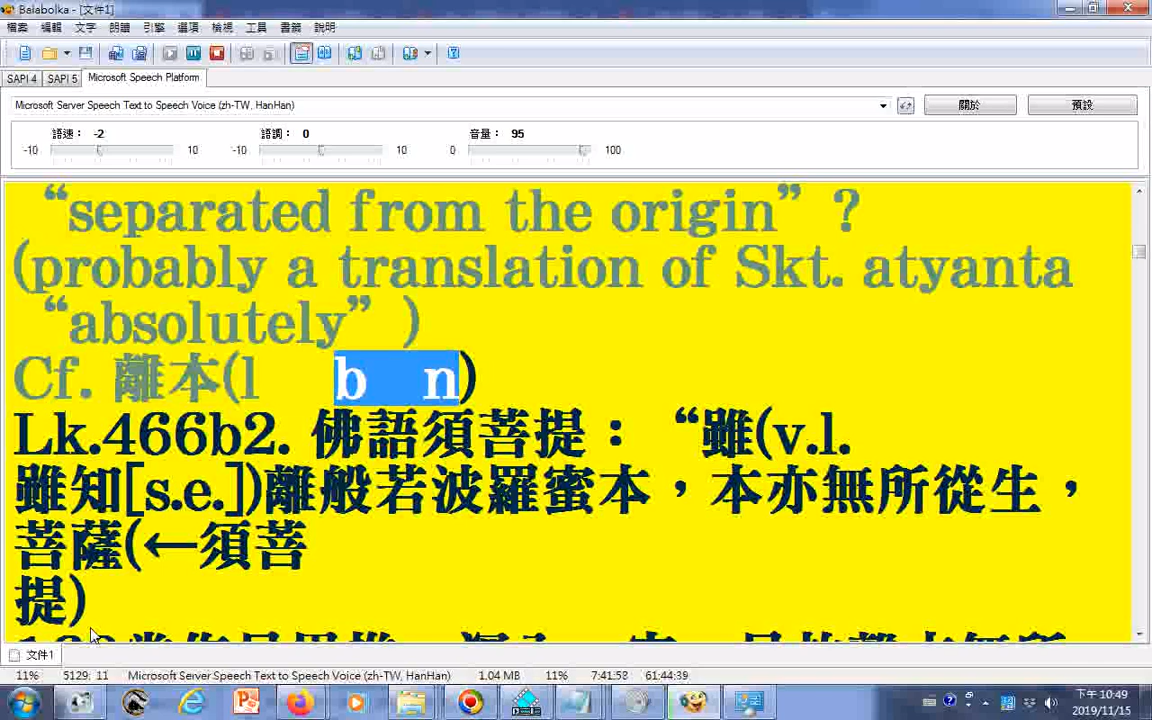 Balabolka - [文件1]
檔案 編輯 文字 朗讀 引擎 選項 檢視 工具 書籤 說明
SAPI 4 SAPI 5 Microsoft Speech Platform
Microsoft Server Speech Text to Speech Voice (zh-TW, HanHan) 關於 預設
語速： -2 語調： 0 音量： 95
-10 10 -10 10 0 100
“separated from the origin”?
(probably a translation of Skt. atyanta
“absolutely”)
Cf. 離本(l b n)
Lk.466b2. 佛語須菩提：“雖(v.l.
雖知[s.e.])離般若波羅蜜本，本亦無所從生，
菩薩(←須菩
提)
文件1
11% 5129, 11 Microsoft Server Speech Text to Speech Voice (zh-TW, HanHan) 1.04 MB 11% 7:41:58 61:44:39
下午 10:49
2019/11/15